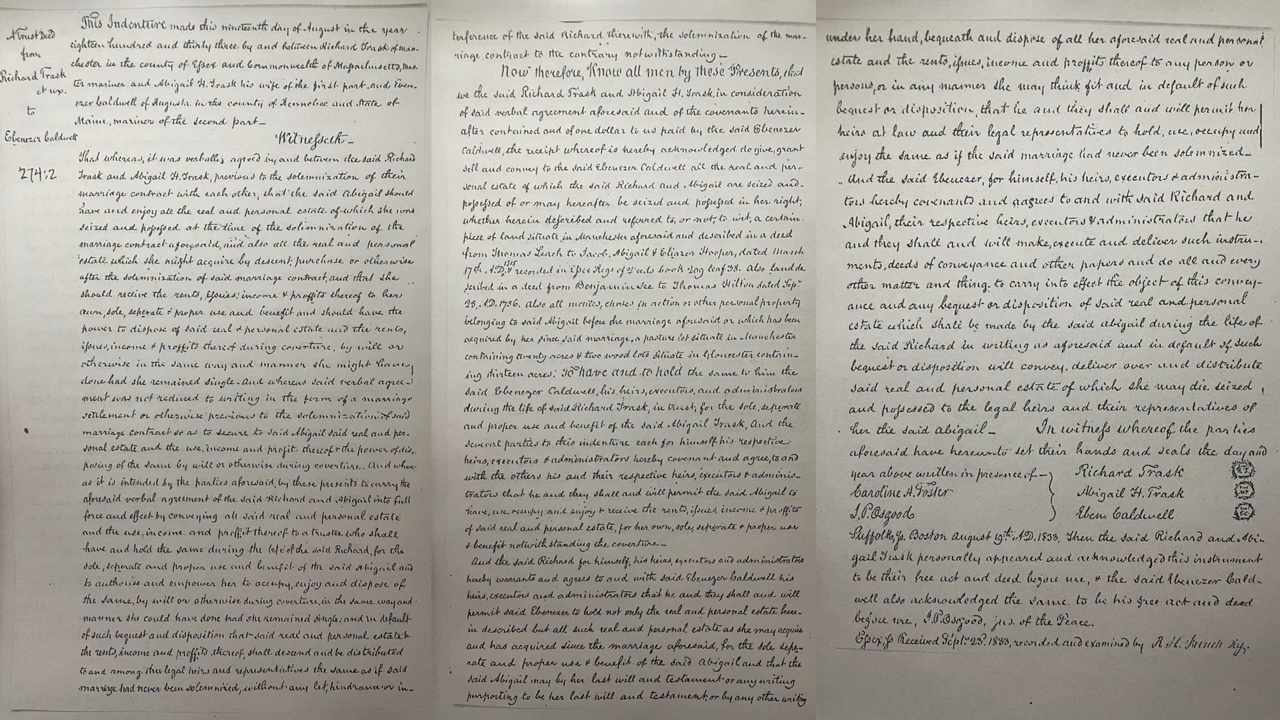 A Trust Deed
from
Richard Trask
et ux.
to
Ebenezer Caldwell
274:2
This Indenture made this nineteenth day of August in the year
eighteen hundred and thirty three by and between Richard Trask of Man-
chester in the county of Essex and Commonwealth of Massachusetts, mas-
ter mariner and Abigail H. Trask his wife of the first part and Eben-
ezer Caldwell of Augusta in the county of Kennebec and State of
Maine, mariner of the second part—
Witnesseth—
That whereas, it was verbally agreed by and between the said Richard
Trask and Abigail H. Trask, previous to the solemnization of their
marriage contract with each other, that the said Abigail should
have and enjoy all the real and personal estate of which she was
seized and possessed at the time of the solemnization of the
marriage contract aforesaid, and also all the real and personal
estate which she might acquire by descent, purchase or otherwise
after the solemnization of said marriage contract, and that she
should receive the rents, issues, income & profits thereof to her
own, sole, seperate & proper use and benefit and should have the
power to dispose of said real & personal estate and the rents,
issues, income & proffits thereof during coverture, by will or
otherwise in the same way and manner she might have
done had she remained single. And whereas said verbal agree-
ment was not reduced to writing in the form of a marriage
settlement or otherwise previous to the solemnization of said
marriage contract so as to secure to said Abigail said real and per-
sonal estate and the use, income and profit thereof & the power of dis-
posing of the same by will or otherwise during coverture. And where-
as it is intended by the parties aforesaid, by these presents to carry the
aforesaid verbal agreement of the said Richard and Abigail into full
force and effect by conveying all said real and personal estate
and the use, income and proffit thereof to a trustee who shall
have and hold the same during the life of the said Richard, for the
sole, seperate and proper use and benefit of the said Abigail and
to authorise and empower her to occupy, enjoy and dispose of
the same, by will or otherwise during coverture, in the same way and
manner she could have done had she remained single; and in default
of such bequest and disposition that said real and personal estate &
the rents, income and proffits thereof, shall descend and be distributed
to and among the legal heirs and representatives the same as if said
marriage had never been solemnized, without any let, hindrance or in-
terference of the said Richard therewith, the solemnization of the mar-
riage contract to the contrary notwithstanding—
Now therefore, Know all men by these Presents, that
we the said Richard Trask and Abigail H. Trask, in consideration
of said verbal agreement aforesaid and of the covenants herein-
after contained and of one dollar to us paid by the said Ebenezer
Caldwell, the receipt whereof is hereby acknowledged do give, grant
sell and convey to the said Ebenezer Caldwell all the real and per-
sonal estate of which the said Richard and Abigail are seized and
possessed of or may hereafter be seized and possessed in her right,
whether herein described and referred to, or not; to wit, a certain
piece of land situate in Manchester aforesaid and described in a deed
from Thomas Lerch to Jacob, Abigail & Eliezer Hooper, dated March
17th A.D. recorded in Essex Regs of Deeds book 209 leaf 38. Also land de-
scribed in a deed from Benjamin Lee to Thomas Hilton dated Sept
28, A.D. 1756. also all monies, choses in action or other personal property
belonging to said Abigail before the marriage aforesaid or which has been
acquired by her since said marriage, a pasture lot situate in Manchester
containing twenty acres & two wood lots situate in Gloucester contain-
ing thirteen acres: To have and to hold the same to him the
said Ebenezer Caldwell, his heirs, executors, and administrators
during the life of said Richard Trask, in trust, for the sole, seperate
and proper use and benefit of the said Abigail Trask. And the
several parties to this indenture each for himself his respective
heirs, executors & administrators hereby covenant and agree, to and
with the others his and their respective heirs, executors & adminis-
trators that he and they shall and will permit the said Abigail to
have, use, occupy and enjoy & receive the rents, issues, income & proffits
of said real and personal estate, for her own, sole, seperate & proper use
& benefit notwithstanding the coverture.—
And the said Richard for himself, his heirs, executors and administrators
hereby warrants and agrees to and with said Ebenezer Caldwell his
heirs, executors and administrators that he and they shall and will
permit said Ebenezer to hold not only the real and personal estate here-
in described but all such real and personal estate as she may acquire
and has acquired since the marriage aforesaid, for the sole sepe-
rate and proper use & benefit of the said Abigail and that the
said Abigail may by her last will and testament or any writing
purporting to be her last will and testament, or by any other writing
under her hand, bequeath and dispose of all her aforesaid real and personal
estate and the rents, issues, income and proffits thereof to any person or
persons, or in any manner she may think fit and in default of such
bequest or disposition, that he and they shall and will permit her
heirs at law and their legal representatives to hold, use, occupy and
enjoy the same as if the said marriage had never been solemnized—
And the said Ebenezer, for himself, his heirs, executors & administra-
tors hereby covenants and agrees to and with said Richard and
Abigail, their respective heirs, executors & administrators that he
and they shall and will make, execute and deliver such instru-
ments, deeds of conveyance and other papers and do all and every
other matter and thing, to carry into effect the object of this convey-
ance and any bequest or disposition of said real and personal
estate which shall be made by the said Abigail during the life of
the said Richard in writing as aforesaid and in default of such
bequest or disposition will convey, deliver over and distribute
said real and personal estate of which she may die seized,
and possessed to the legal heirs and their representatives of
her the said Abigail— In witness whereof the parties
aforesaid have hereunto set their hands and seals the day and
year above written in presence of—
Caroline A. Foster
I. P. Osgood
Richard Trask
Abigail H. Trask
Eben. Caldwell
Suffolk, ss. Boston August 19th A.D. 1833. Then the said Richard and Abi-
gail Trask personally appeared and acknowledged this instrument
to be their free act and deed before me, & the said Ebenezer Cald-
well also acknowledged the same to be his free act and deed
before me, I. P. Osgood, jus. of the Peace.
Essex, ss Received Sept. 23d. 1833, recorded and examined by R. H. French Reg.